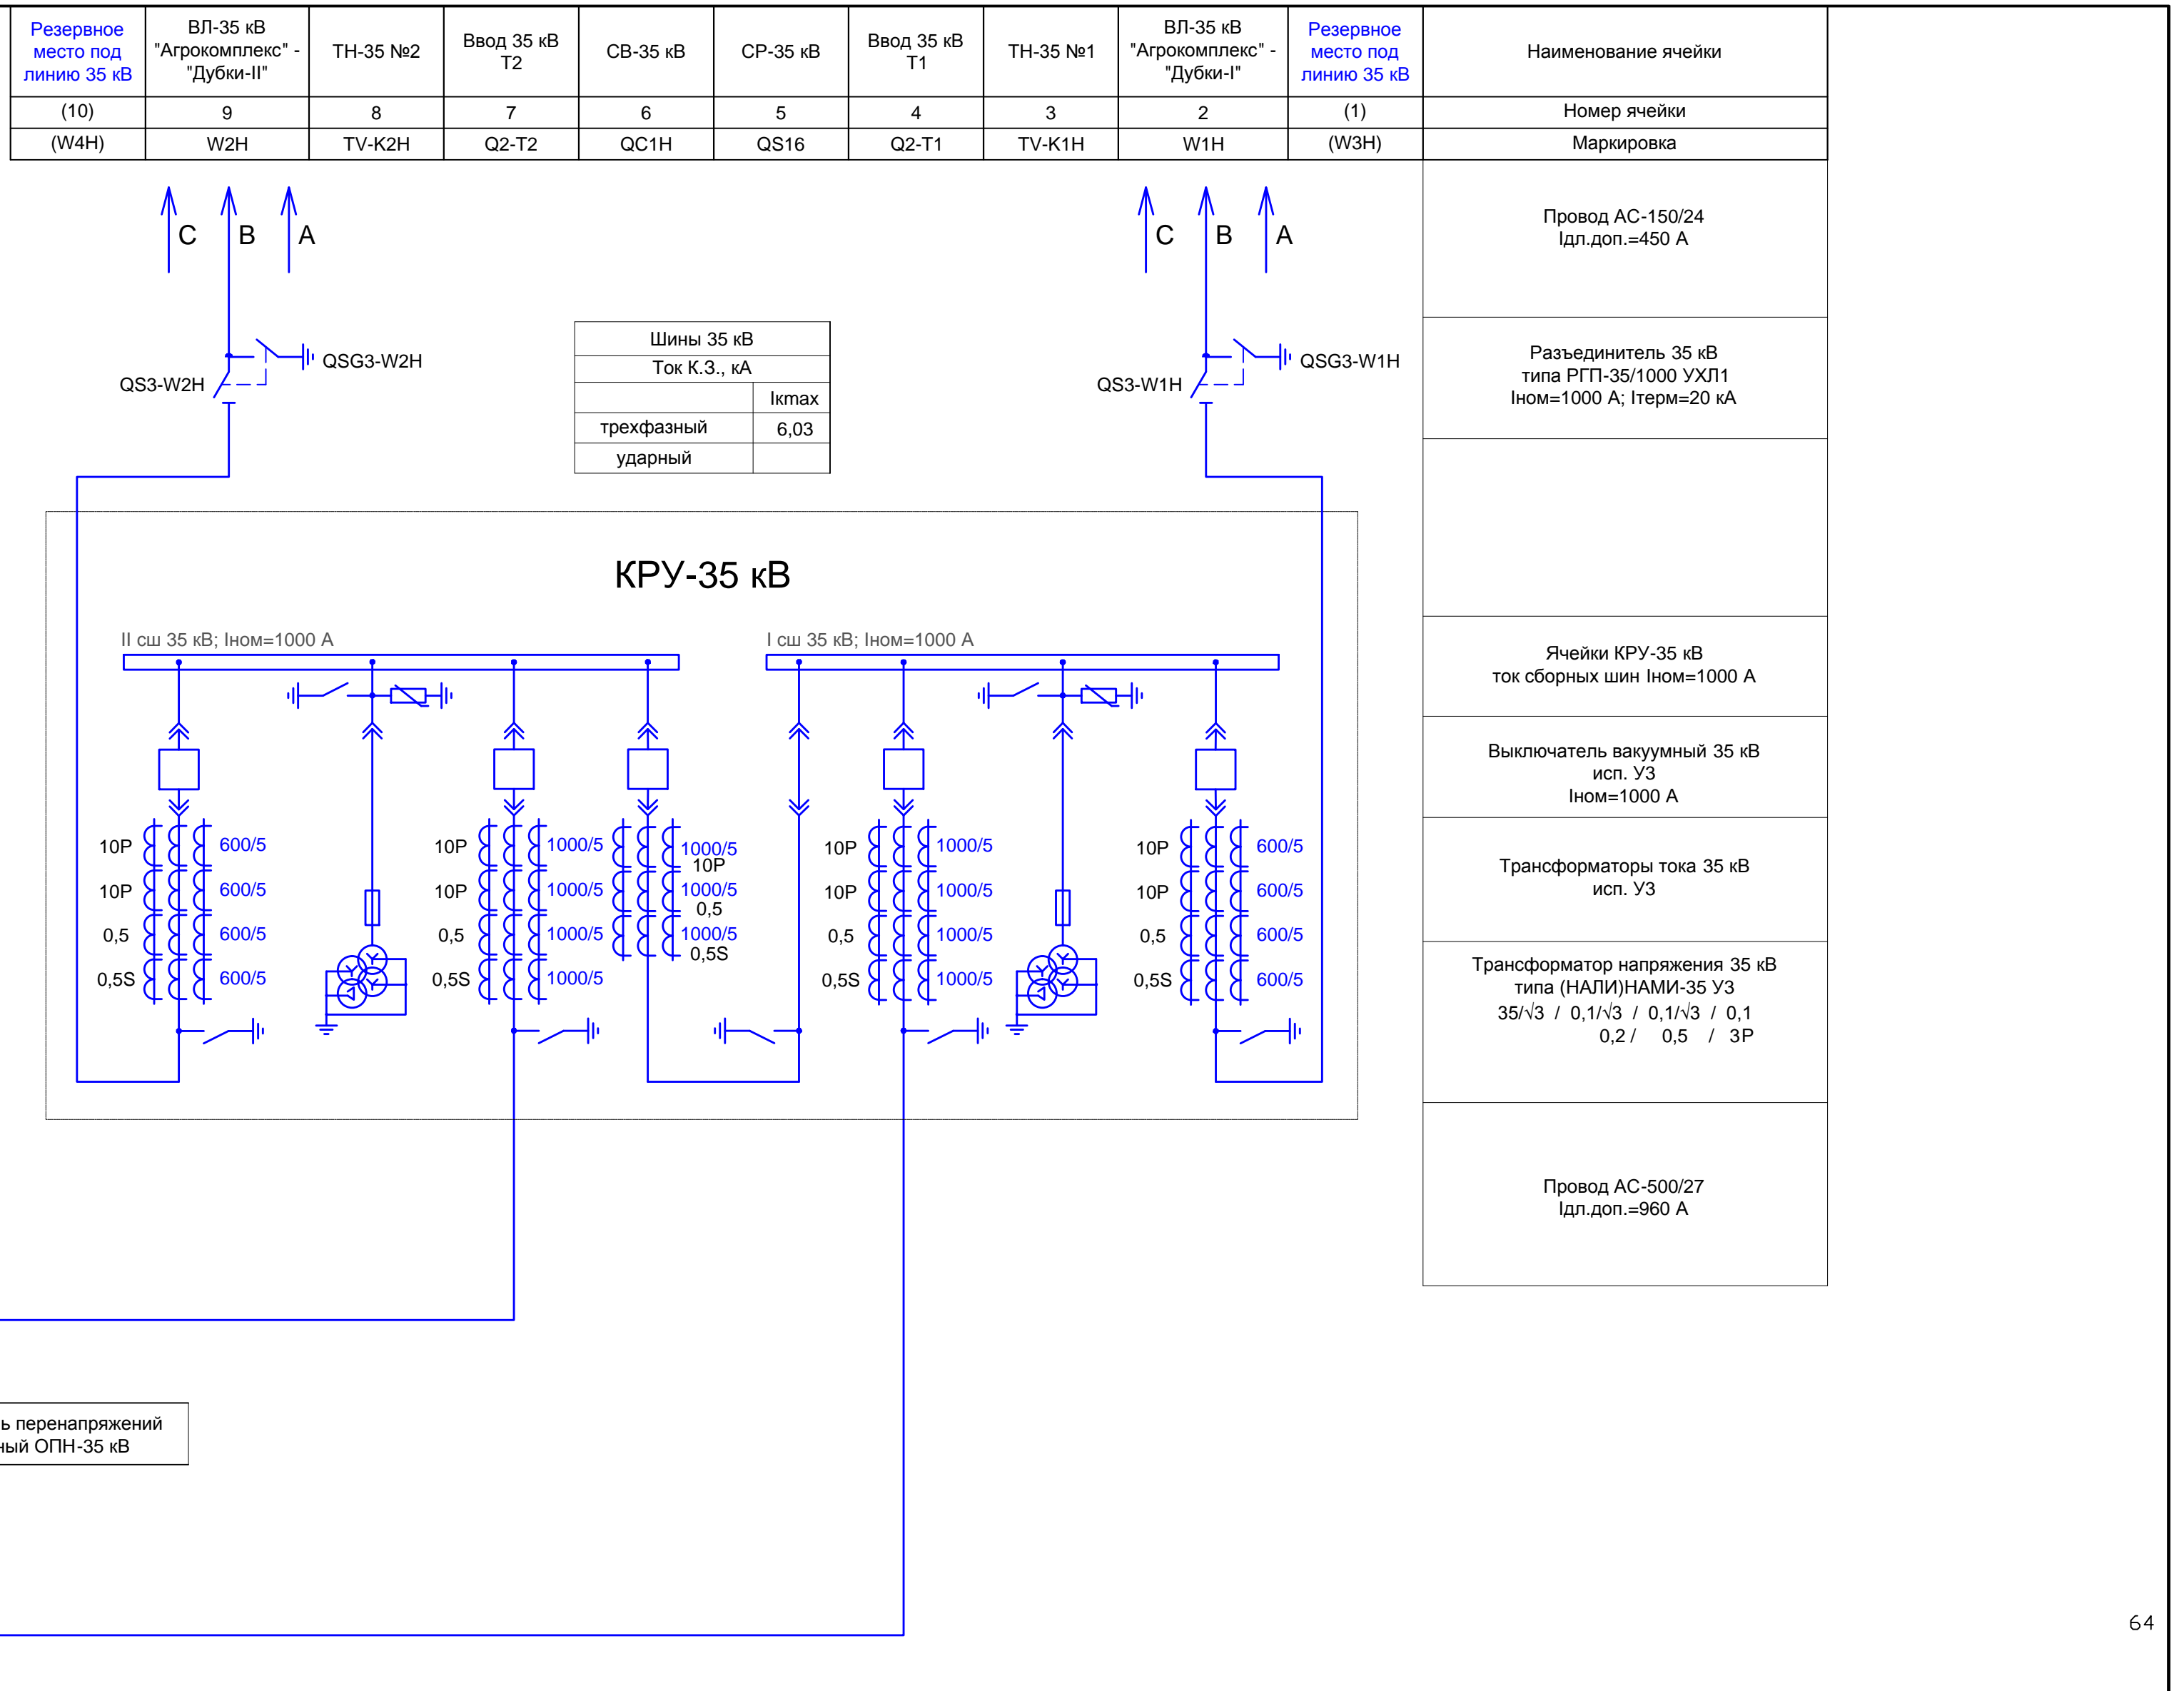 Резервное
место под
линию 35 кВ
ВЛ-35 кВ
"Агрокомплекс" -
"Дубки-II"
ТН-35 №2
Ввод 35 кВ
Т2
СВ-35 кВ
СР-35 кВ
Ввод 35 кВ
Т1
ТН-35 №1
ВЛ-35 кВ
"Агрокомплекс" -
"Дубки-I"
Резервное
место под
линию 35 кВ
Наименование ячейки
(10)
9
8
7
6
5
4
3
2
(1)
Номер ячейки
(W4H)
W2H
TV-K2H
Q2-T2
QC1H
QS16
Q2-T1
TV-K1H
W1H
(W3H)
Маркировка
C
B
A
C
B
A
Провод АС-150/24
Iдл.доп.=450 А
QS3-W2H
QSG3-W2H
Шины 35 кВ
Ток К.З., кА
Iкmax
трехфазный
6,03
ударный
QS3-W1H
QSG3-W1H
Разъединитель 35 кВ
типа РГП-35/1000 УХЛ1
Iном=1000 А; Iтерм=20 кА
КРУ-35 кВ
II сш 35 кВ; Iном=1000 А
I сш 35 кВ; Iном=1000 А
Ячейки КРУ-35 кВ
ток сборных шин Iном=1000 А
Выключатель вакуумный 35 кВ
исп. У3
Iном=1000 А
10Р
600/5
10Р
600/5
0,5
600/5
0,5S
600/5
10Р
1000/5
10Р
1000/5
0,5
1000/5
0,5S
1000/5
1000/5
10Р
1000/5
0,5
1000/5
0,5S
10Р
1000/5
10Р
1000/5
0,5
1000/5
0,5S
1000/5
10Р
600/5
10Р
600/5
0,5
600/5
0,5S
600/5
Трансформаторы тока 35 кВ
исп. У3
Трансформатор напряжения 35 кВ
типа (НАЛИ)НАМИ-35 У3
35/√3 / 0,1/√3 / 0,1/√3 / 0,1
0,2 / 0,5 / 3Р
Провод АС-500/27
Iдл.доп.=960 А
ь перенапряжений
ный ОПН-35 кВ
64